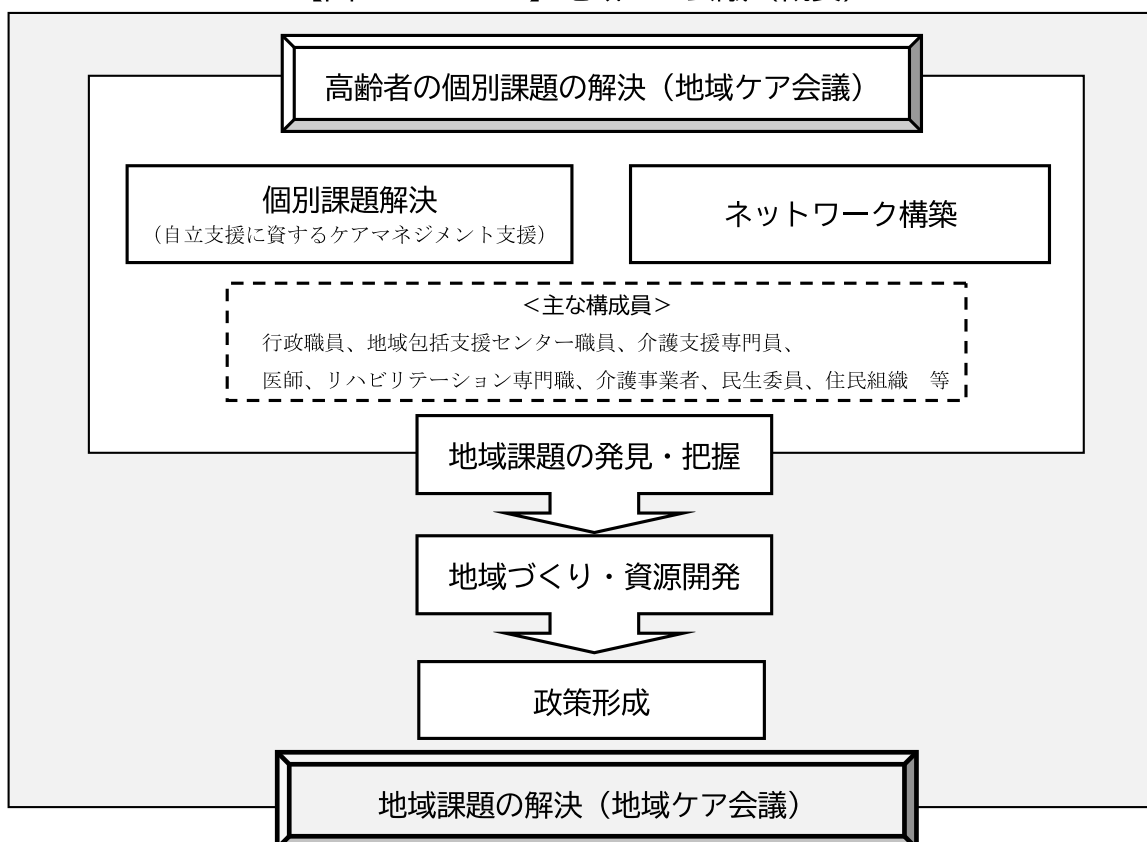 高齢者の個別課題の解決（地域ケア会議）
個別課題解決
（自立支援に資するケアマネジメント支援）
ネットワーク構築
＜主な構成員＞
行政職員、地域包括支援センター職員、介護支援専門員、
医師、リハビリテーション専門職、介護事業者、民生委員、住民組織　等
地域課題の発見・把握
地域づくり・資源開発
政策形成
地域課題の解決（地域ケア会議）